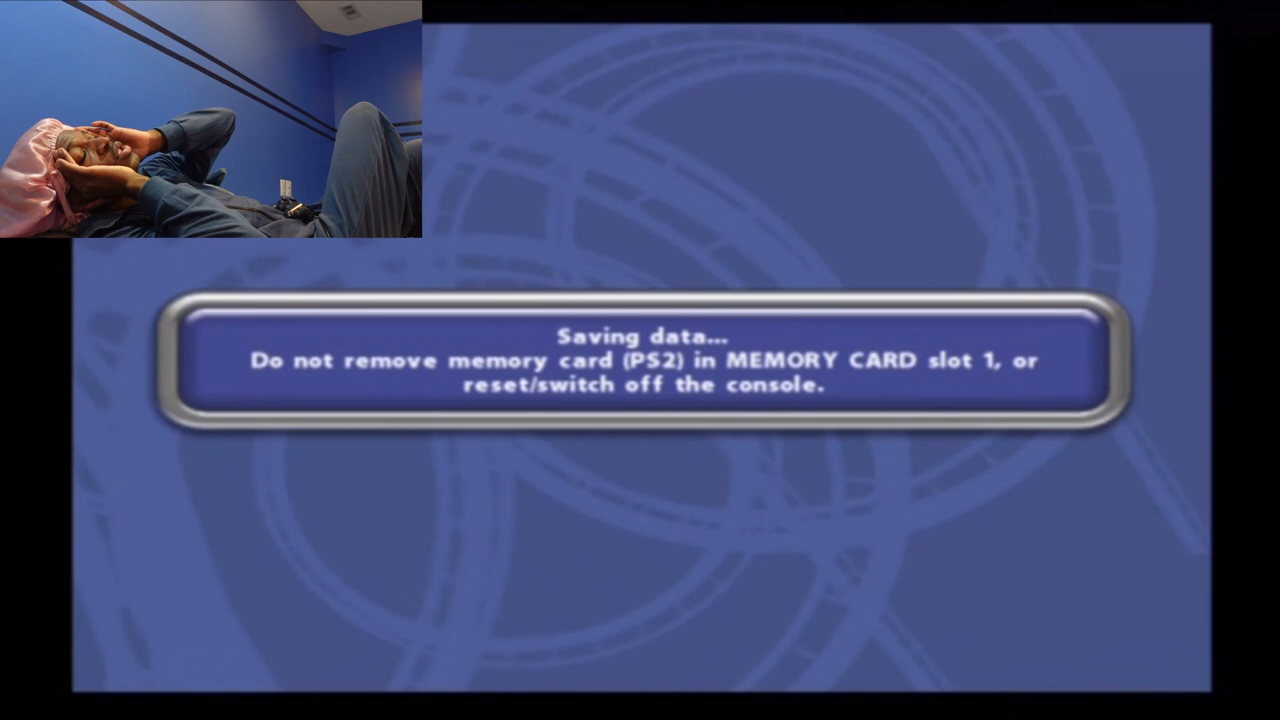 Saving data...
Do not remove memory card (PS2) in MEMORY CARD slot 1, or
reset/switch off the console.